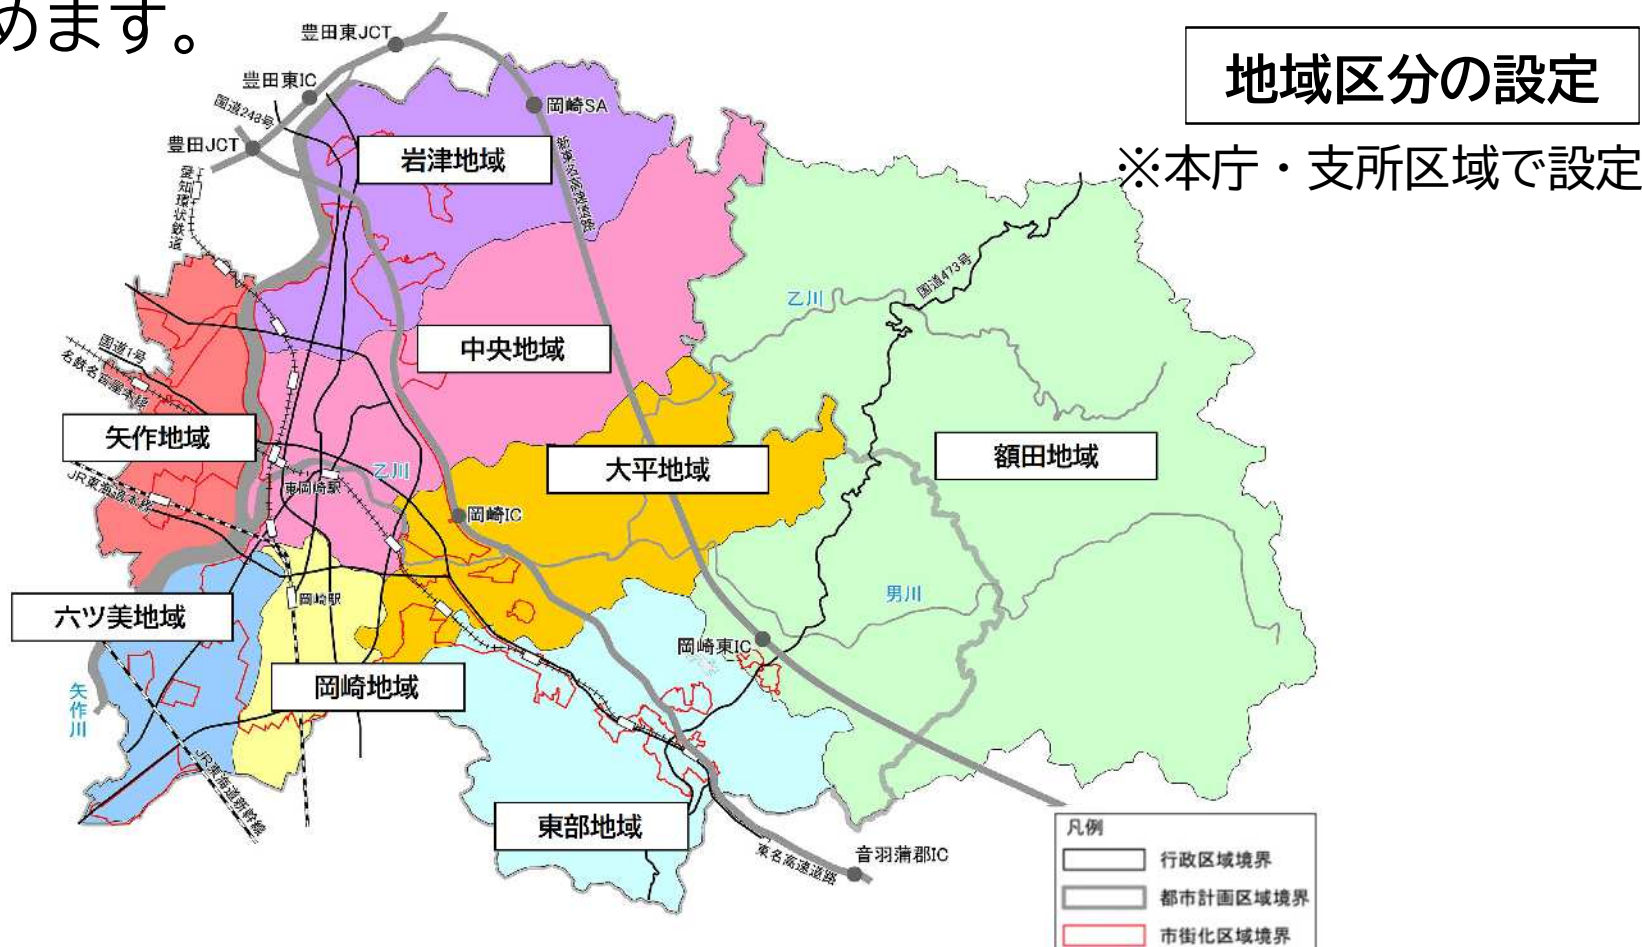 めます。
地域区分の設定
※本庁・支所区域で設定
豊田東JCT
豊田東IC
国道248号
豊田JCT
愛知環状鉄道
岡崎SA
新東名高速道路
岩津地域
中央地域
国道1号
名鉄名古屋本線
矢作地域
JR東海道本線
東岡崎駅
乙川
岡崎IC
大平地域
乙川
国道473号
額田地域
男川
岡崎東IC
六ツ美地域
岡崎駅
岡崎地域
矢作川
JR東海道新幹線
東部地域
東名高速道路
音羽蒲郡IC
凡例
行政区域境界
都市計画区域境界
市街化区域境界